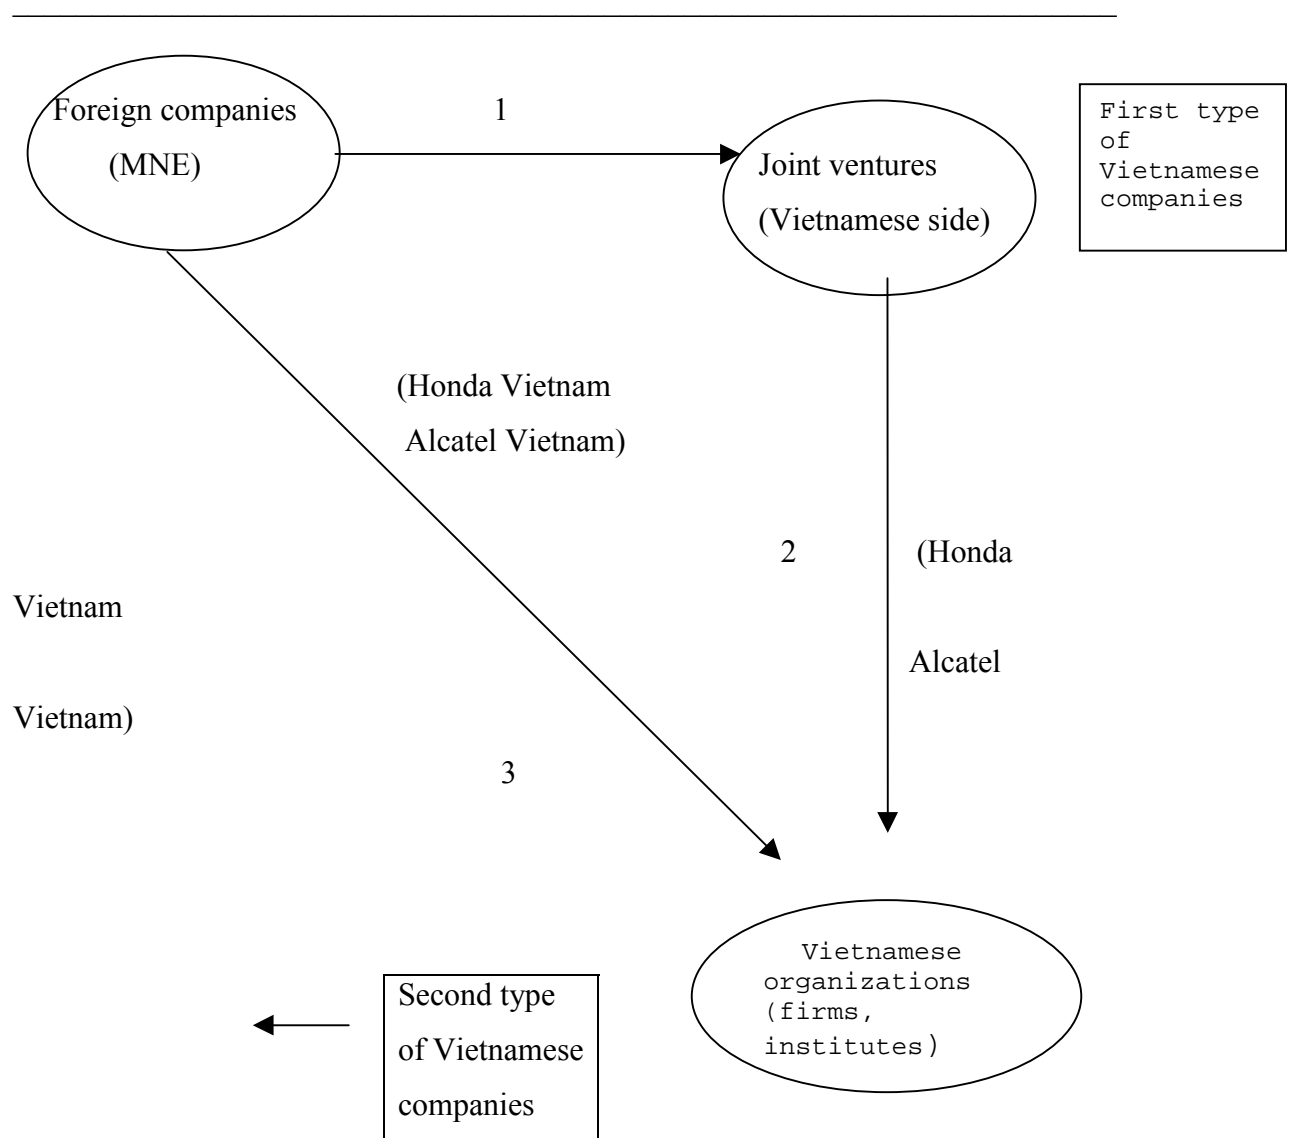 Foreign companies
(MNE)
1
Joint ventures
(Vietnamese side)
First type
of
Vietnamese
companies
(Honda Vietnam
Alcatel Vietnam)
2
(Honda
Vietnam
Alcatel
Vietnam)
3
Vietnamese
organizations
(firms,
institutes)
Second type
of Vietnamese
companies